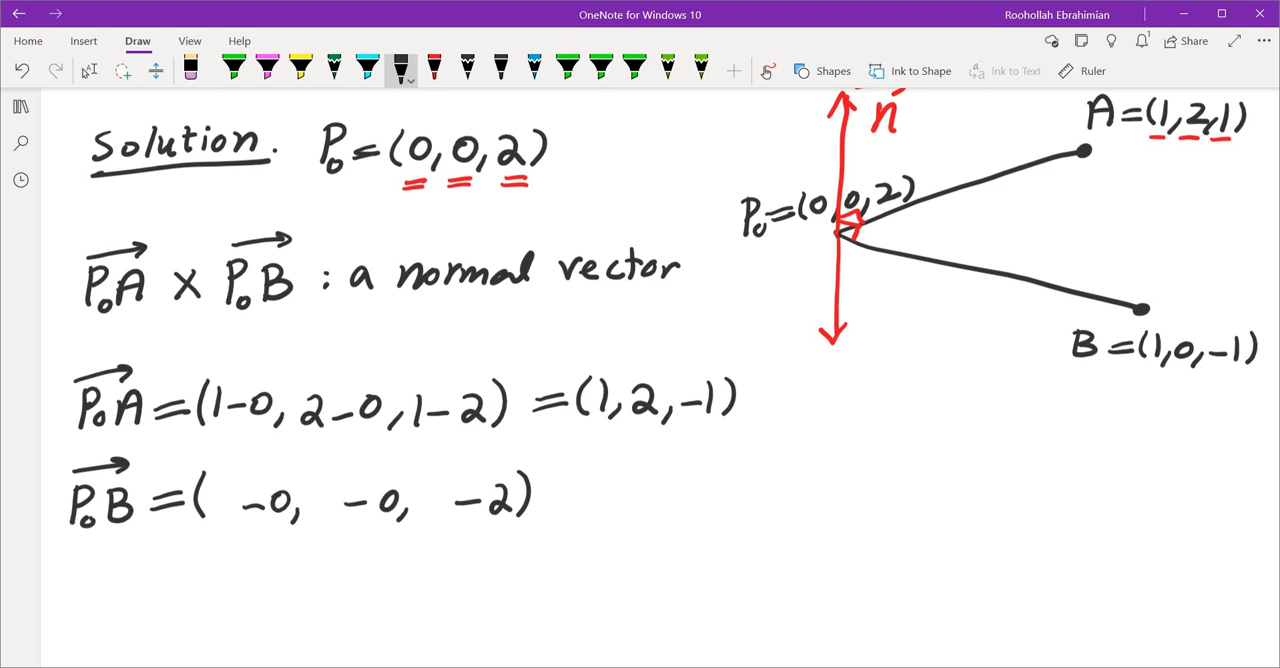 OneNote for Windows 10
Roohollah Ebrahimian
Home Insert Draw View Help
Share
Shapes Ink to Shape Ink to Text Ruler
Solution. P₀=(0,0,2)
n
A=(1,2,1)
P₀=(0,0,2)
P₀A × P₀B : a normal vector
B=(1,0,-1)
P₀A=(1-0, 2-0, 1-2) =(1,2,-1)
P₀B=( -0, -0, -2)